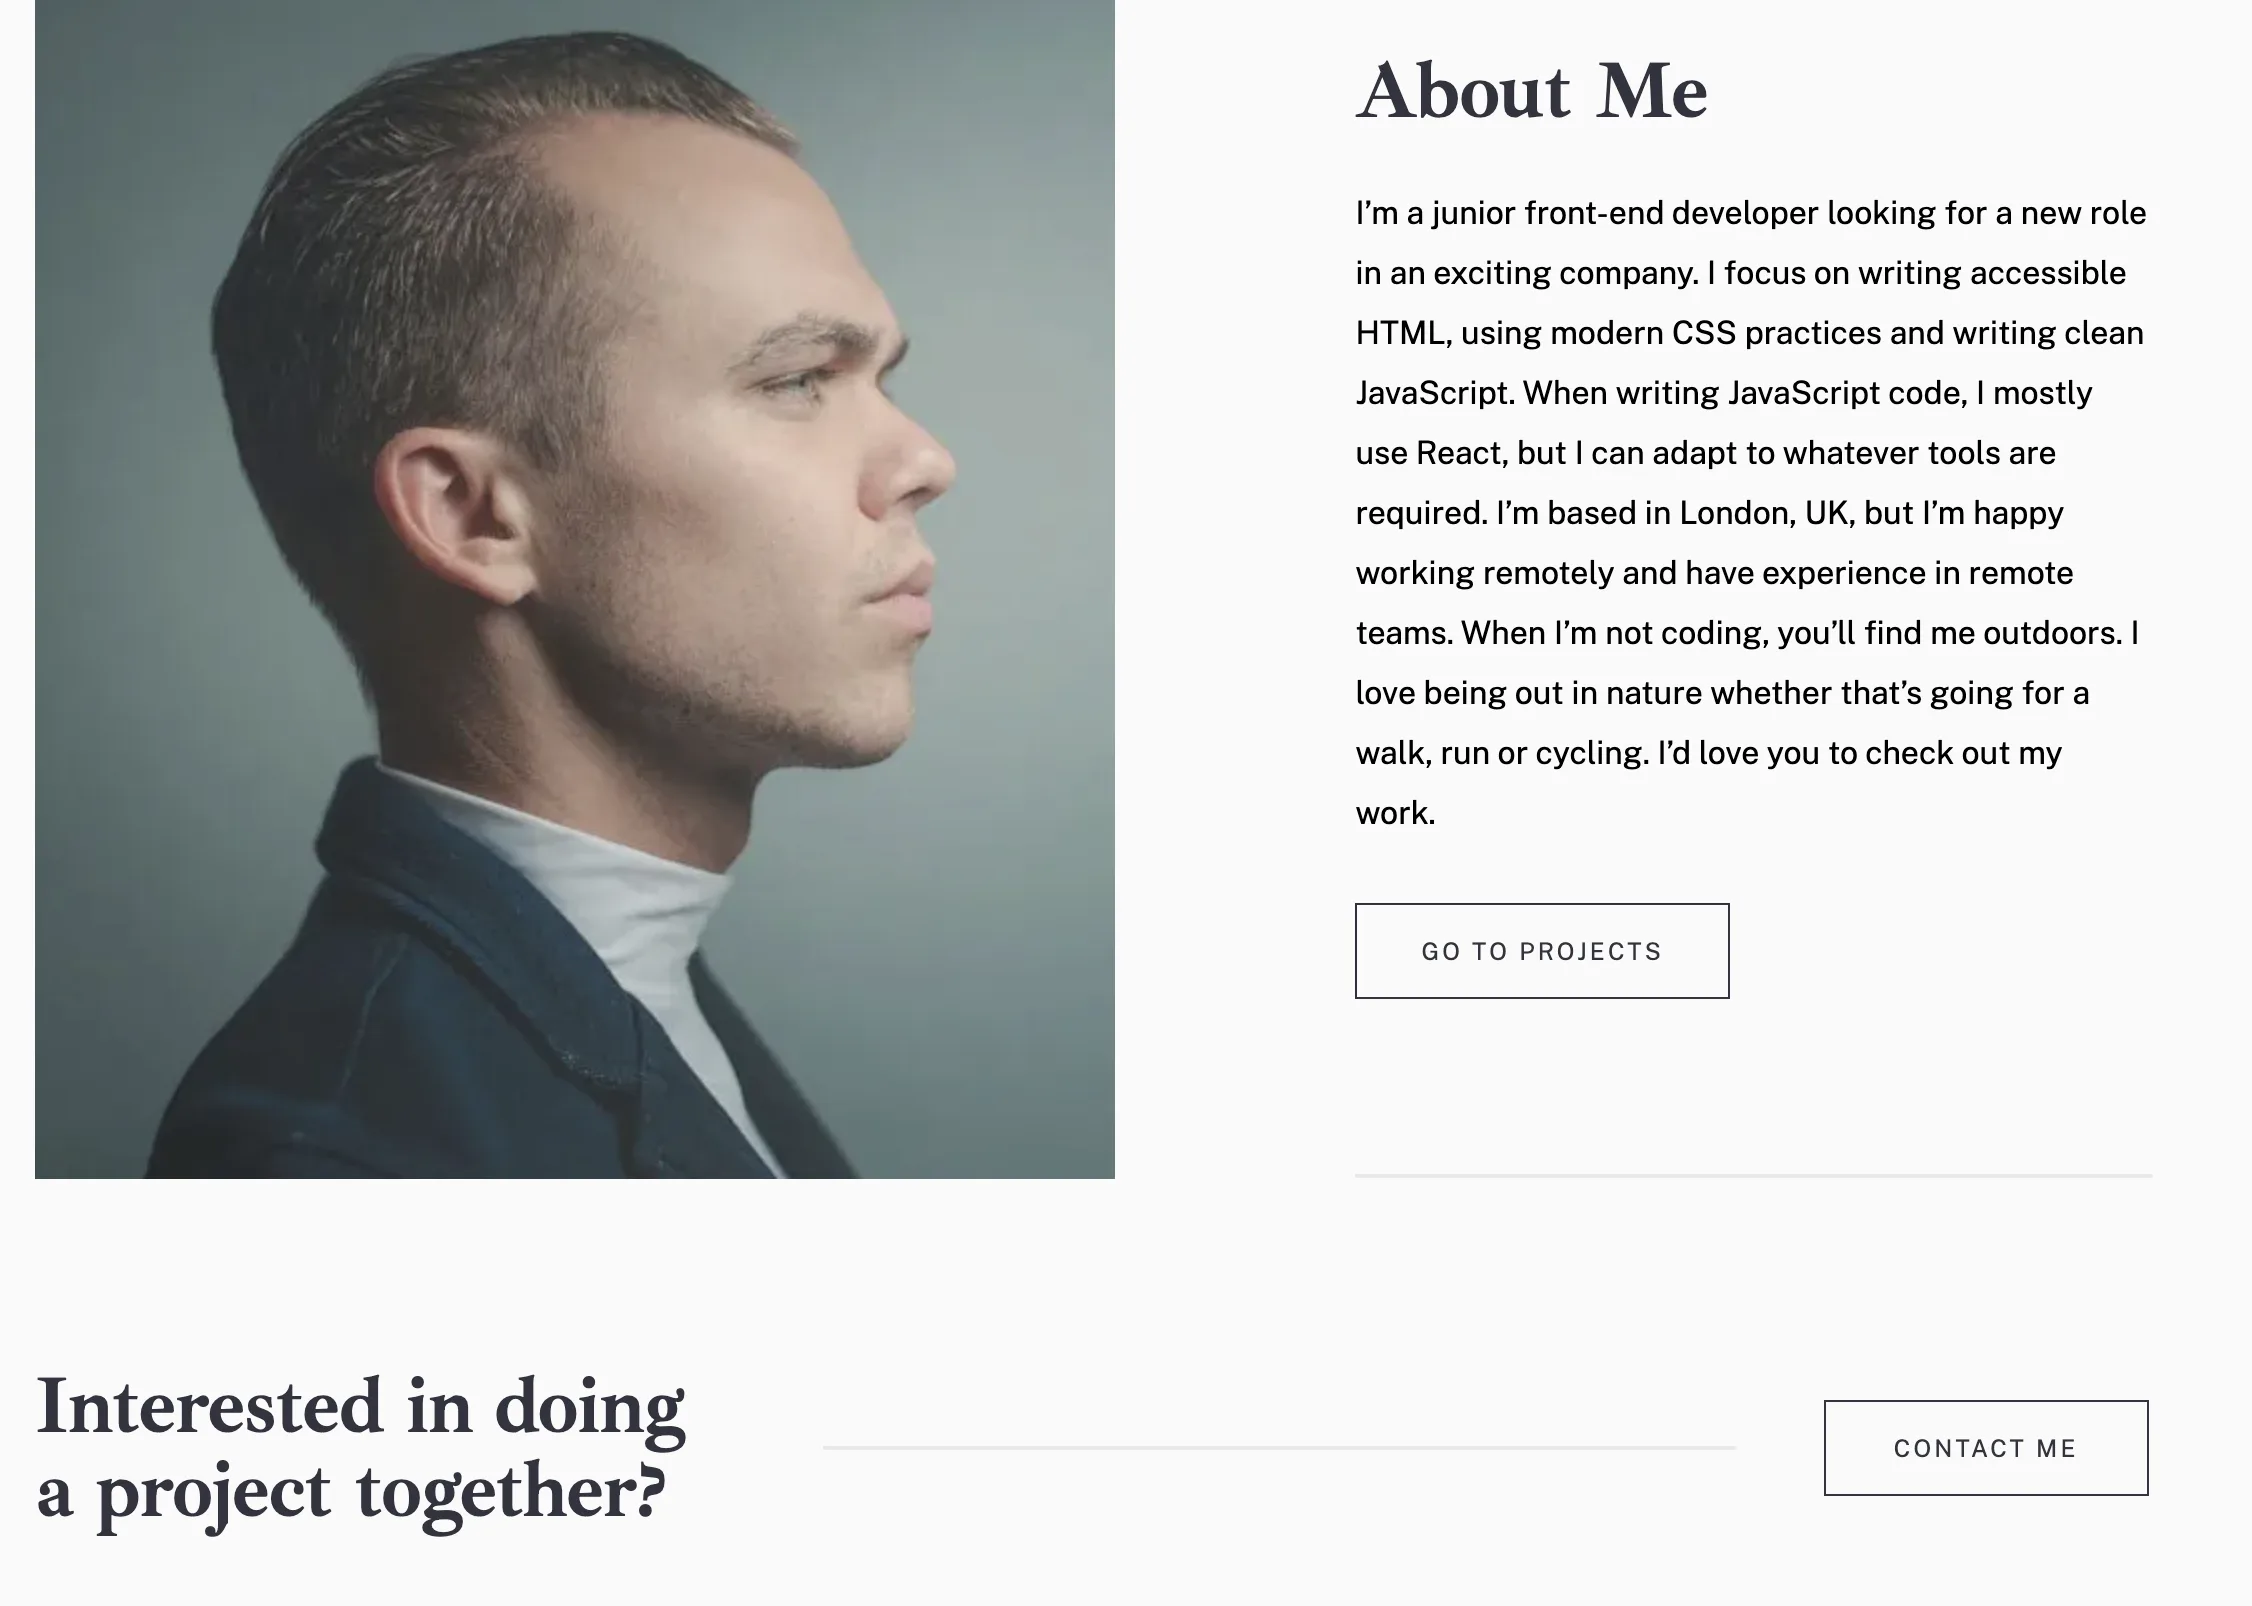 About Me
I’m a junior front-end developer looking for a new role
in an exciting company. I focus on writing accessible
HTML, using modern CSS practices and writing clean
JavaScript. When writing JavaScript code, I mostly
use React, but I can adapt to whatever tools are
required. I’m based in London, UK, but I’m happy
working remotely and have experience in remote
teams. When I’m not coding, you’ll find me outdoors. I
love being out in nature whether that’s going for a
walk, run or cycling. I’d love you to check out my
work.
GO TO PROJECTS
Interested in doing
a project together?
CONTACT ME